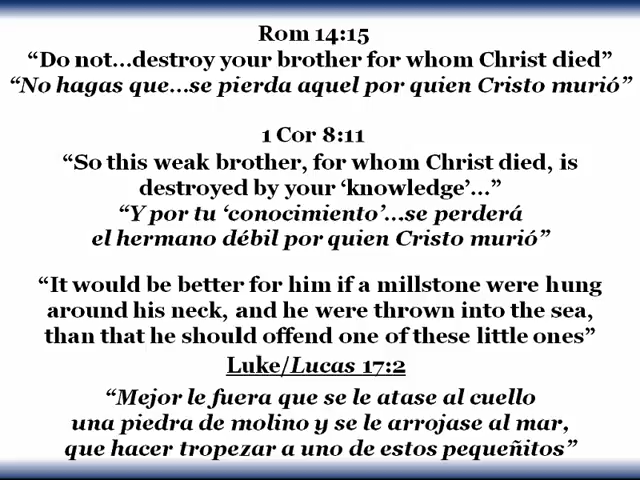 Rom 14:15
“Do not...destroy your brother for whom Christ died”
“No hagas que...se pierda aquel por quien Cristo murió”
1 Cor 8:11
“So this weak brother, for whom Christ died, is
destroyed by your ‘knowledge’...”
“Y por tu ‘conocimiento’...se perderá
el hermano débil por quien Cristo murió”
“It would be better for him if a millstone were hung
around his neck, and he were thrown into the sea,
than that he should offend one of these little ones”
Luke/Lucas 17:2
“Mejor le fuera que se le atase al cuello
una piedra de molino y se le arrojase al mar,
que hacer tropezar a uno de estos pequeñitos”